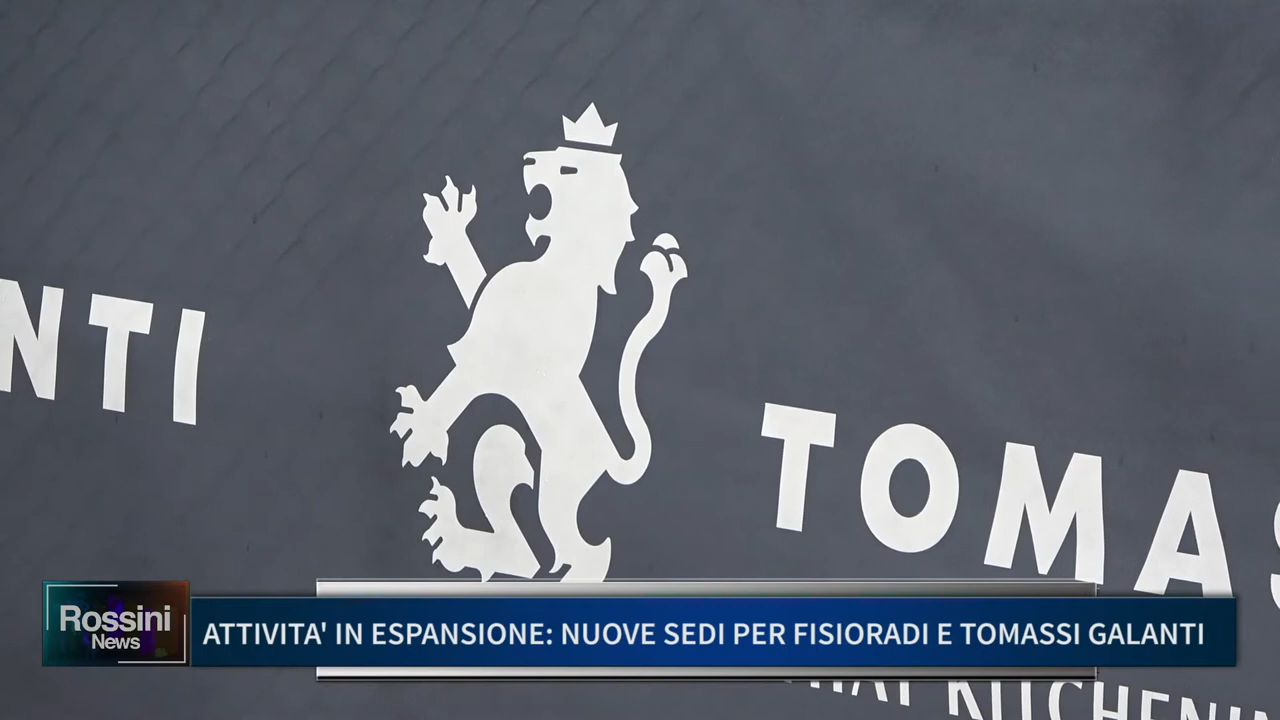 NTI
TOMAS
Rossini
News
ATTIVITA' IN ESPANSIONE: NUOVE SEDI PER FISIORADI E TOMASSI GALANTI